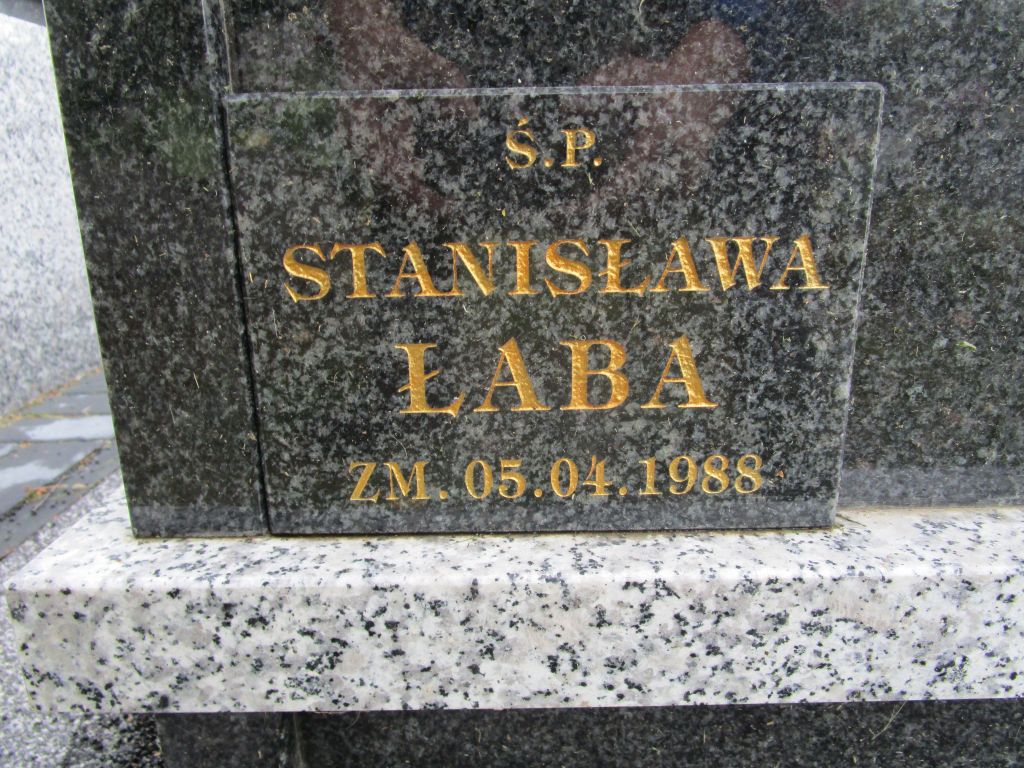 Ś.P.
STANISŁAWA
ŁABA
ZM. 05.04.1988